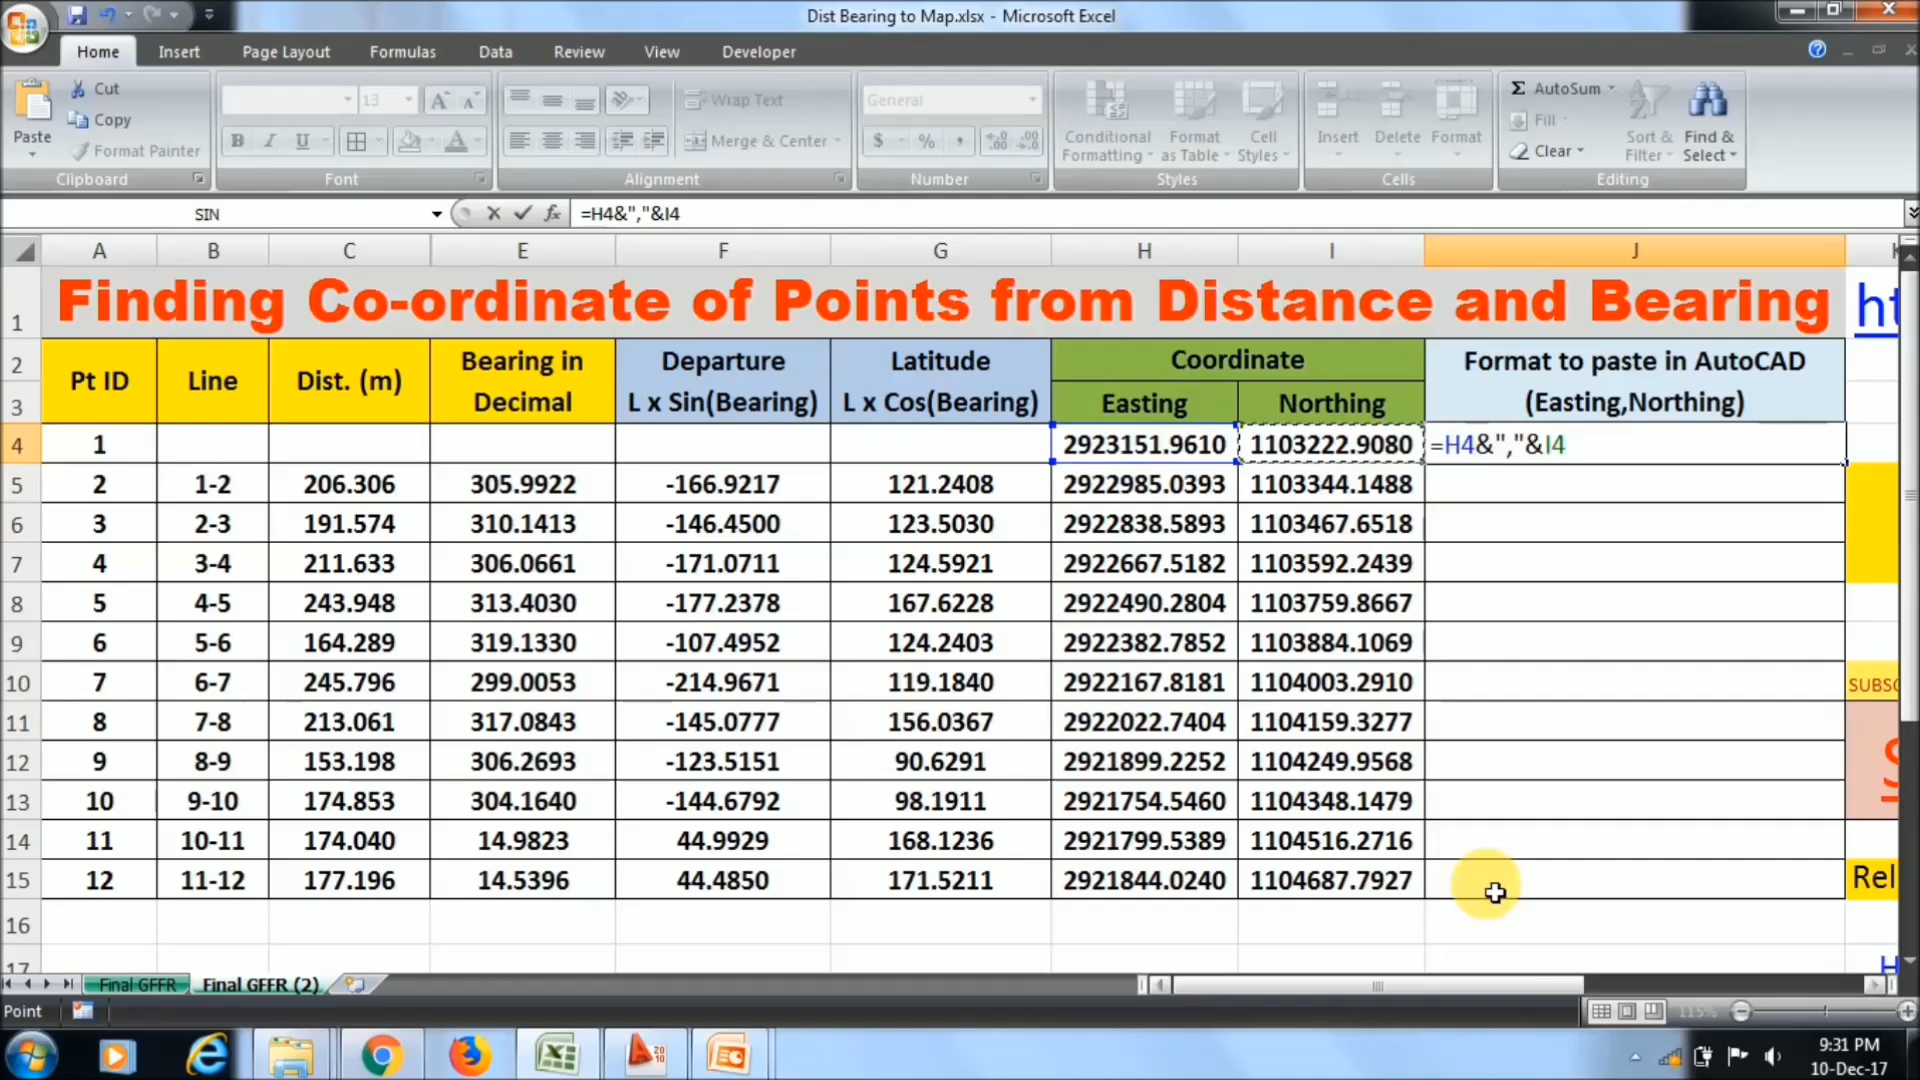 Dist Bearing to Map.xlsx - Microsoft Excel
Home Insert Page Layout Formulas Data Review View Developer
Paste
Cut
Copy
Format Painter
Clipboard
13
B I U
Font
Wrap Text
Merge & Center
Alignment
General
$ % ,
Number
Conditional Formatting
Format as Table
Cell Styles
Styles
Insert Delete Format
Cells
Σ AutoSum
Fill
Clear
Sort & Filter
Find & Select
Editing
SIN =H4&","&I4
A B C E F G H I J
1 Finding Co-ordinate of Points from Distance and Bearing ht
2 Pt ID Line Dist. (m) Bearing in Decimal Departure Latitude Coordinate Format to paste in AutoCAD
3 L x Sin(Bearing) L x Cos(Bearing) Easting Northing (Easting,Northing)
4 1 2923151.9610 1103222.9080 =H4&","&I4
5 2 1-2 206.306 305.9922 -166.9217 121.2408 2922985.0393 1103344.1488
6 3 2-3 191.574 310.1413 -146.4500 123.5030 2922838.5893 1103467.6518
7 4 3-4 211.633 306.0661 -171.0711 124.5921 2922667.5182 1103592.2439
8 5 4-5 243.948 313.4030 -177.2378 167.6228 2922490.2804 1103759.8667
9 6 5-6 164.289 319.1330 -107.4952 124.2403 2922382.7852 1103884.1069
10 7 6-7 245.796 299.0053 -214.9671 119.1840 2922167.8181 1104003.2910 SUBSC
11 8 7-8 213.061 317.0843 -145.0777 156.0367 2922022.7404 1104159.3277
12 9 8-9 153.198 306.2693 -123.5151 90.6291 2921899.2252 1104249.9568
13 10 9-10 174.853 304.1640 -144.6792 98.1911 2921754.5460 1104348.1479
14 11 10-11 174.040 14.9823 44.9929 168.1236 2921799.5389 1104516.2716
15 12 11-12 177.196 14.5396 44.4850 171.5211 2921844.0240 1104687.7927 Rel
16
17 H
Final GFFR Final GFFR (2)
Point 115%
9:31 PM
10-Dec-17